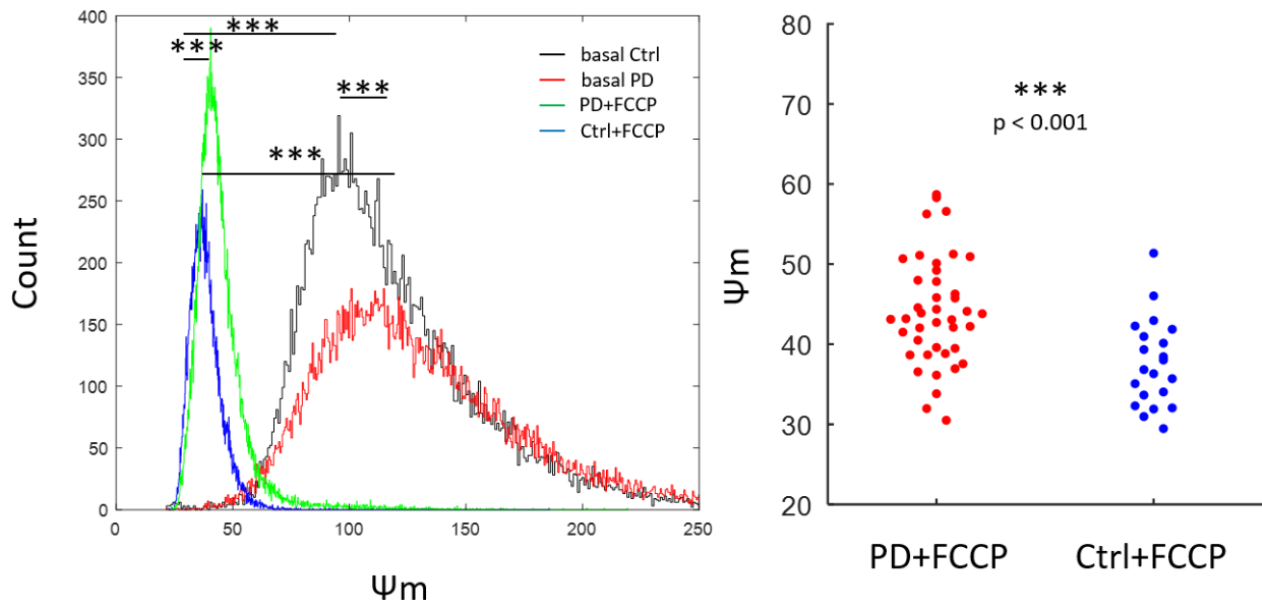 400
***
***
basal Ctrl
350
basal PD
***
PD+FCCP
300
Ctrl+FCCP
***
250
Count
200
150
100
50
0
0 50 100 150 200 250
Ψm
80
***
70
p < 0.001
60
Ψm
50
40
30
20
PD+FCCP Ctrl+FCCP